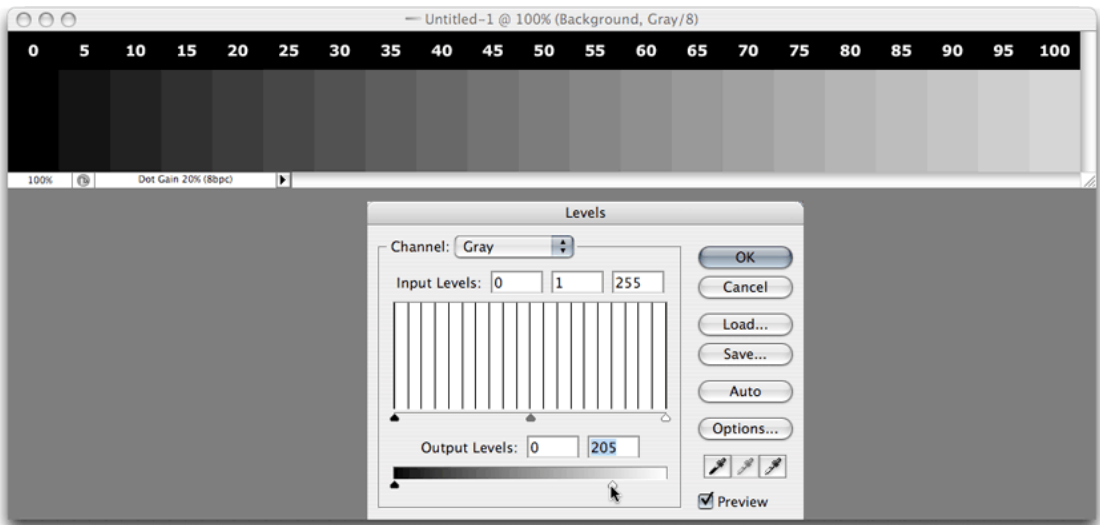 Untitled-1 @ 100% (Background, Gray/8)
0 5 10 15 20 25 30 35 40 45 50 55 60 65 70 75 80 85 90 95 100
100% Dot Gain 20% (8bpc)
Levels
Channel: Gray
OK
Input Levels: 0 1 255
Cancel
Load...
Save...
Auto
Options...
Output Levels: 0 205
Preview